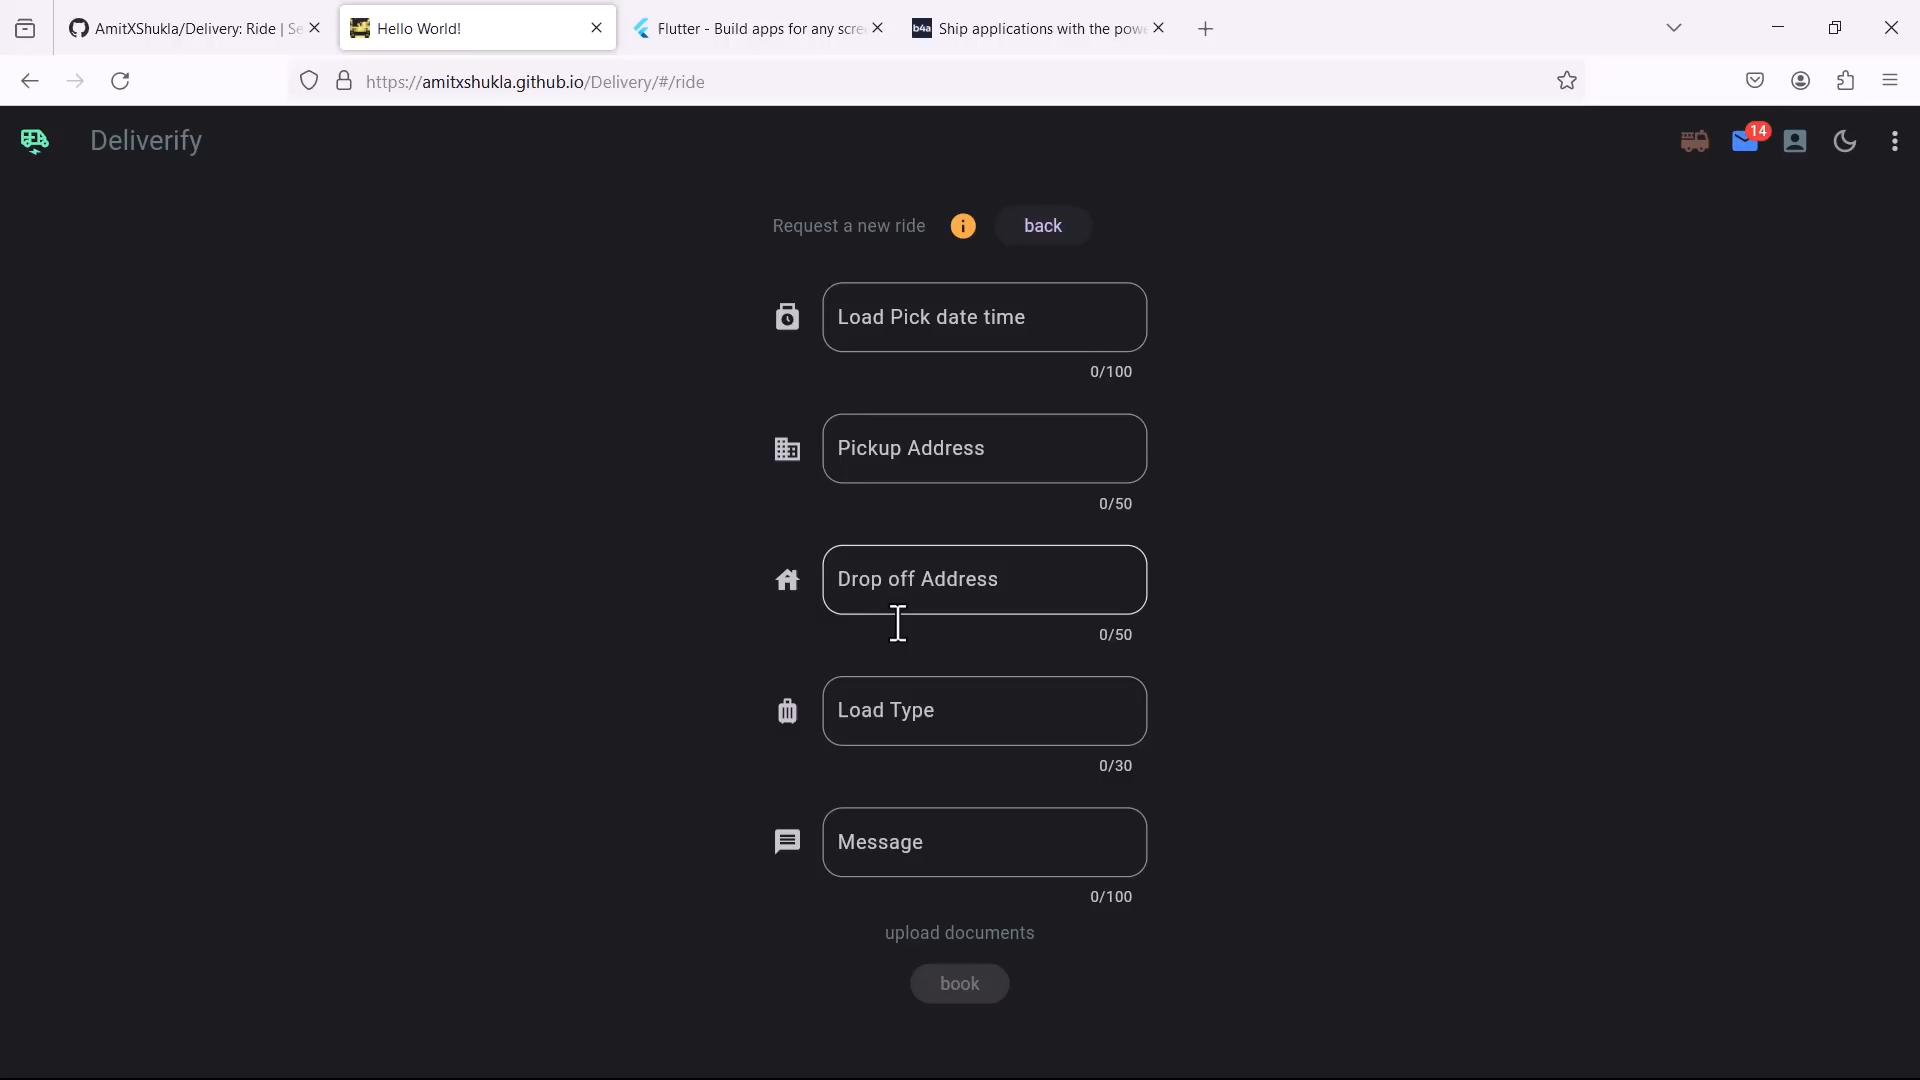 AmitXShukla/Delivery: Ride | Se
Hello World!
Flutter - Build apps for any scre
b4a Ship applications with the powe
https://amitxshukla.github.io/Delivery/#/ride
Deliverify
14
Request a new ride
back
Load Pick date time
0/100
Pickup Address
0/50
Drop off Address
0/50
Load Type
0/30
Message
0/100
upload documents
book